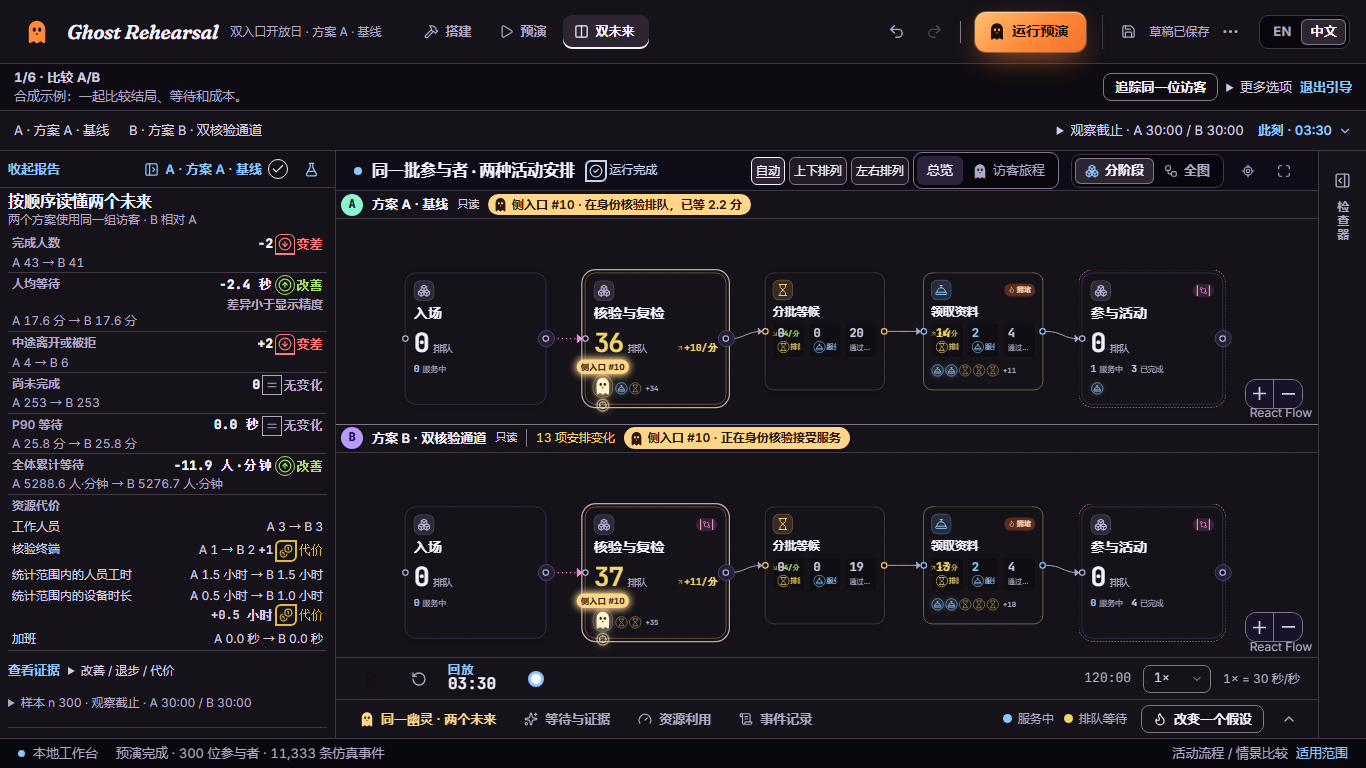 Ghost Rehearsal 双入口开放日 · 方案 A · 基线 搭建 预演 双未来 运行预演 草稿已保存 EN 中文
1/6 · 比较 A/B
合成示例：一起比较结局、等待和成本。
追踪同一位访客 更多选项 退出引导
A · 方案 A · 基线 B · 方案 B · 双核验通道 观察截止 · A 30:00 / B 30:00 此刻 · 03:30
收起报告 A · 方案 A · 基线
按顺序读懂两个未来
两个方案使用同一组访客 · B 相对 A
完成人数 -2 变差
A 43 → B 41
人均等待 -2.4 秒 改善
差异小于显示精度
A 17.6 分 → B 17.6 分
中途离开或被拒 +2 变差
A 4 → B 6
尚未完成 0 无变化
A 253 → B 253
P90 等待 0.0 秒 无变化
A 25.8 分 → B 25.8 分
全体累计等待 -11.9 人·分钟 改善
A 5288.6 人·分钟 → B 5276.7 人·分钟
资源代价
工作人员 A 3 → B 3
核验终端 A 1 → B 2 +1 代价
统计范围内的人员工时 A 1.5 小时 → B 1.5 小时
统计范围内的设备时长 A 0.5 小时 → B 1.0 小时
+0.5 小时 代价
加班 A 0.0 秒 → B 0.0 秒
查看证据 改善 / 退步 / 代价
样本 n 300 · 观察截止 · A 30:00 / B 30:00
同一批参与者 · 两种活动安排 运行完成 自动 上下排列 左右排列 总览 访客旅程 分阶段 全图
检查器
A 方案 A · 基线 只读 侧入口 #10 · 在身份核验排队，已等 2.2 分
入场
0 排队
0 服务中
核验与复检
36 排队 +10/分
侧入口 #10
+34
分批等候
0 20
通过...
领取资料
拥堵
14 2 4
通过...
+11
参与活动
0 排队
1 服务中 3 已完成
React Flow
B 方案 B · 双核验通道 只读 13 项安排变化 侧入口 #10 · 正在身份核验接受服务
入场
0 排队
0 服务中
核验与复检
37 排队 +11/分
侧入口 #10
+35
分批等候
0 19
通过...
领取资料
拥堵
13 2 4
通过...
+10
参与活动
0 排队
0 服务中 4 已完成
React Flow
回放
03:30 120:00 1× 1× = 30 秒/秒
同一幽灵 · 两个未来 等待与证据 资源利用 事件记录 服务中 排队等待 改变一个假设
本地工作台 预演完成 · 300 位参与者 · 11,333 条仿真事件 活动流程 / 情景比较 适用范围